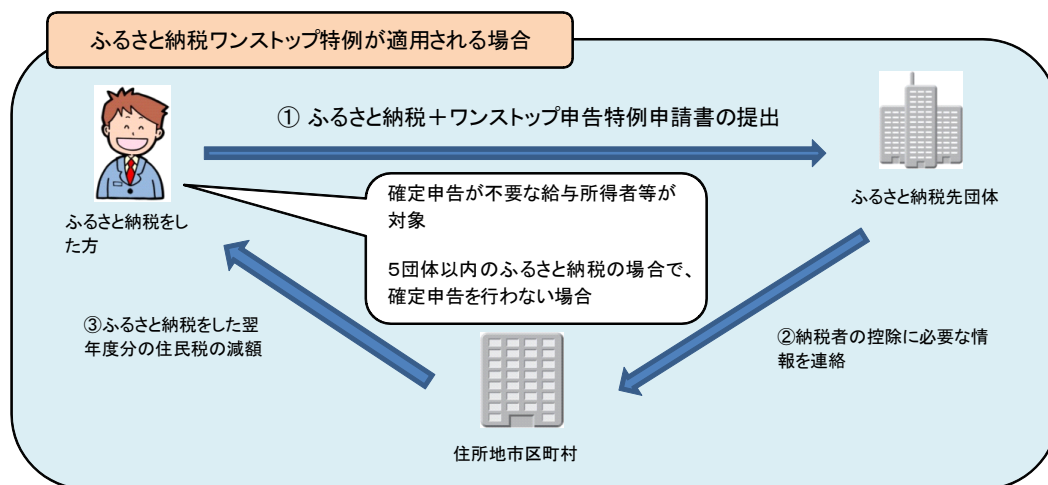 ふるさと納税ワンストップ特例が適用される場合
① ふるさと納税＋ワンストップ申告特例申請書の提出
ふるさと納税をし
た方
ふるさと納税先団体
確定申告が不要な給与所得者等が
対象
５団体以内のふるさと納税の場合で、
確定申告を行わない場合
③ふるさと納税をした翌
年度分の住民税の減額
②納税者の控除に必要な情
報を連絡
住所地市区町村